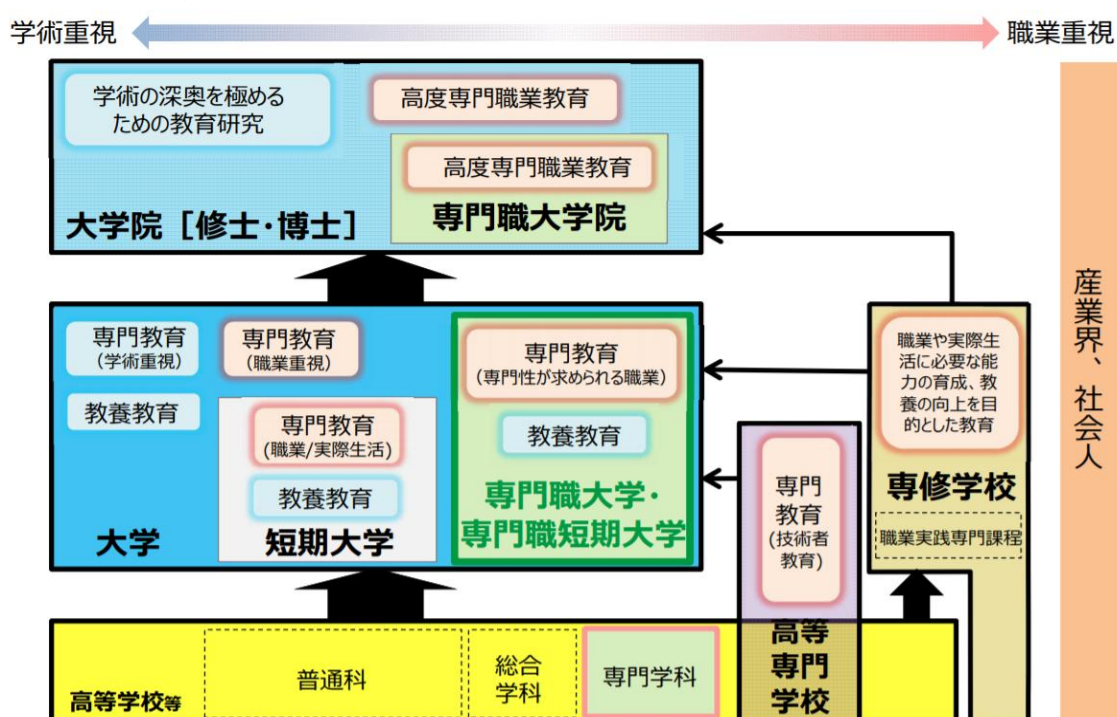 学術重視
職業重視
学術の深奥を極める
ための教育研究
高度専門職業教育
高度専門職業教育
専門職大学院
大学院［修士・博士］
専門教育
(学術重視)
教養教育
大学
専門教育
(職業重視)
専門教育
(職業/実際生活)
教養教育
短期大学
専門教育
(専門性が求められる職業)
教養教育
専門職大学・
専門職短期大学
専門
教育
(技術者
教育)
高等
専門
学校
職業や実際生
活に必要な能
力の育成、教
養の向上を目
的とした教育
専修学校
職業実践専門課程
産業界、社会人
高等学校等
普通科
総合
学科
専門学科